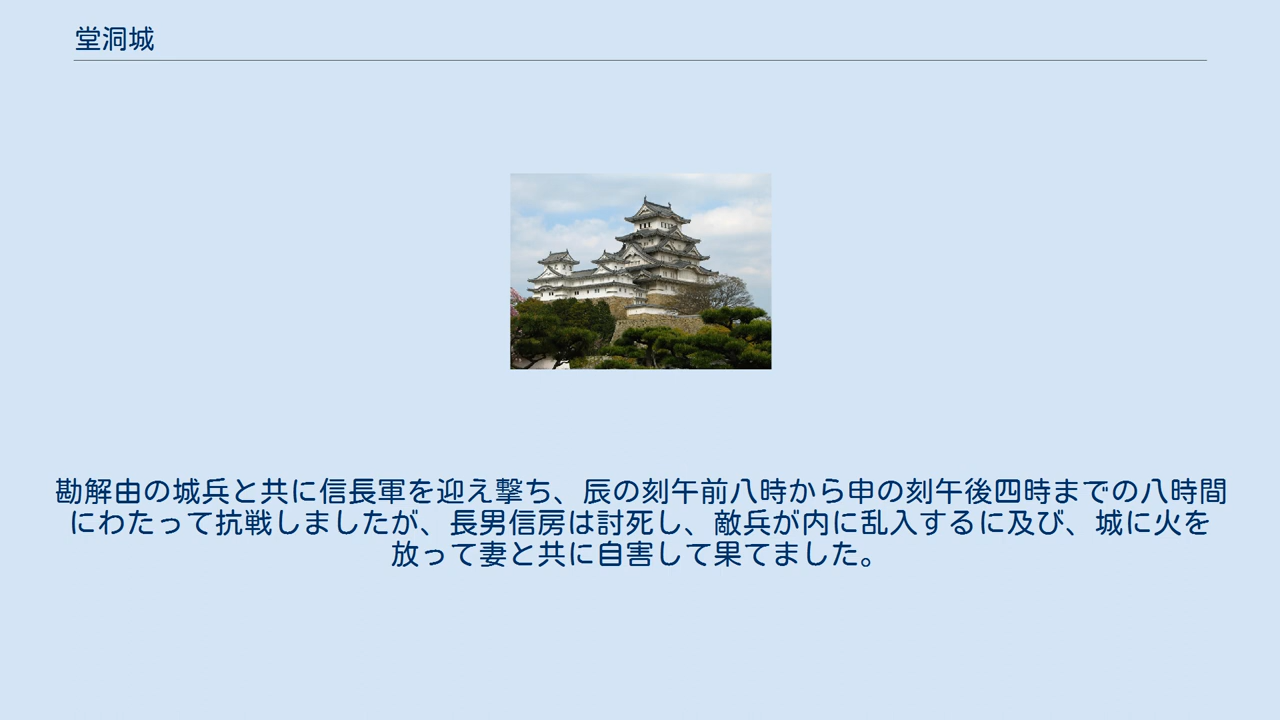 堂洞城
勘解由の城兵と共に信長軍を迎え撃ち、辰の刻午前八時から申の刻午後四時までの八時間
にわたって抗戦しましたが、長男信房は討死し、敵兵が内に乱入するに及び、城に火を
放って妻と共に自害して果てました。